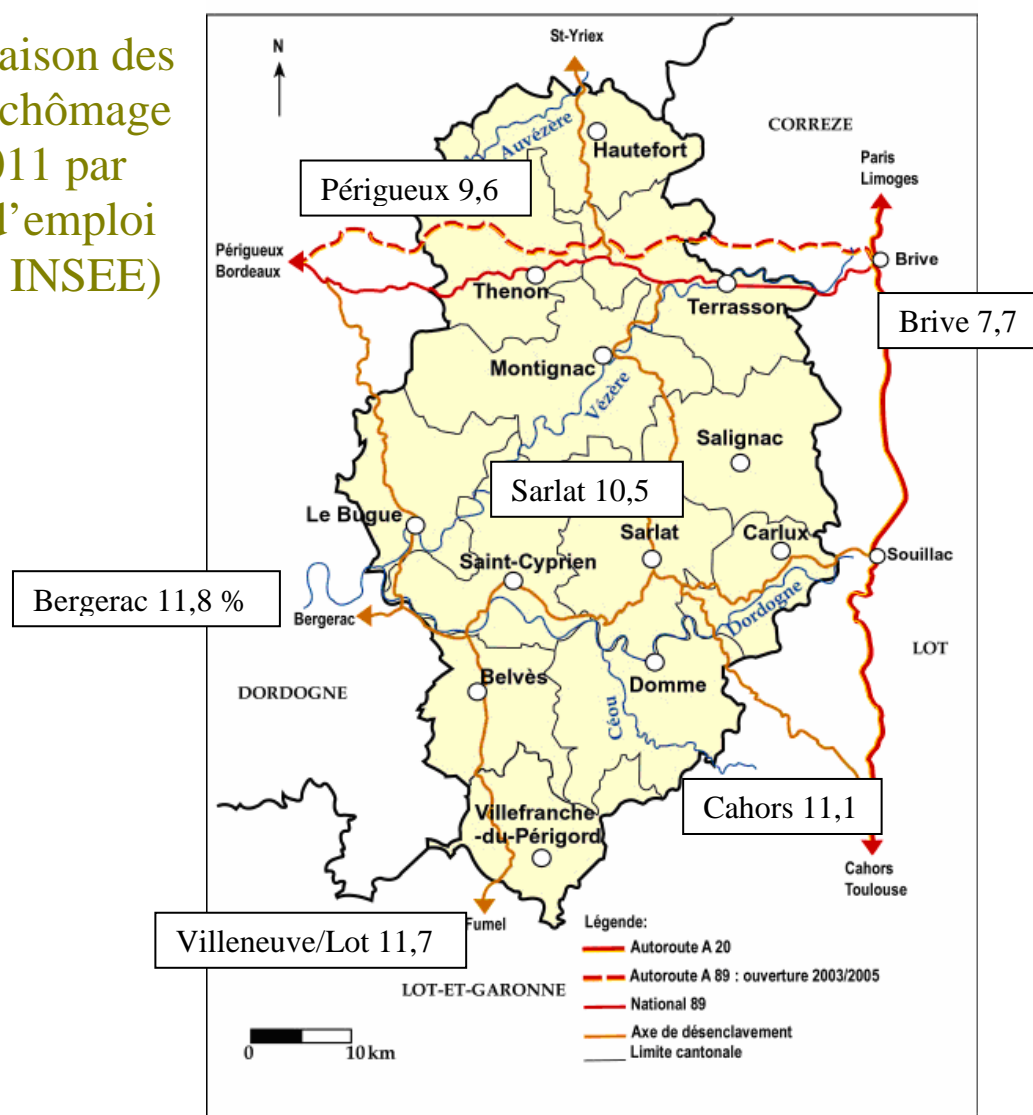 aison des
chômage
011 par
d’emploi
INSEE)
N
St-Yriex
Auvézère
Hautefort
CORREZE
Paris
Limoges
Périgueux 9,6
Périgueux
Bordeaux
Brive
Thenon
Terrasson
Brive 7,7
Montignac
Vézère
Salignac
Sarlat 10,5
Le Bugue
Sarlat
Carlux
Saint-Cyprien
Souillac
Bergerac 11,8 %
Bergerac
Dordogne
LOT
DORDOGNE
Belvès
Domme
Céou
Cahors 11,1
Villefranche
-du-Périgord
Cahors
Toulouse
Villeneuve/Lot 11,7
Fumel
Légende:
Autoroute A 20
Autoroute A 89 : ouverture 2003/2005
LOT-ET-GARONNE
National 89
Axe de désenclavement
Limite cantonale
0 10 km